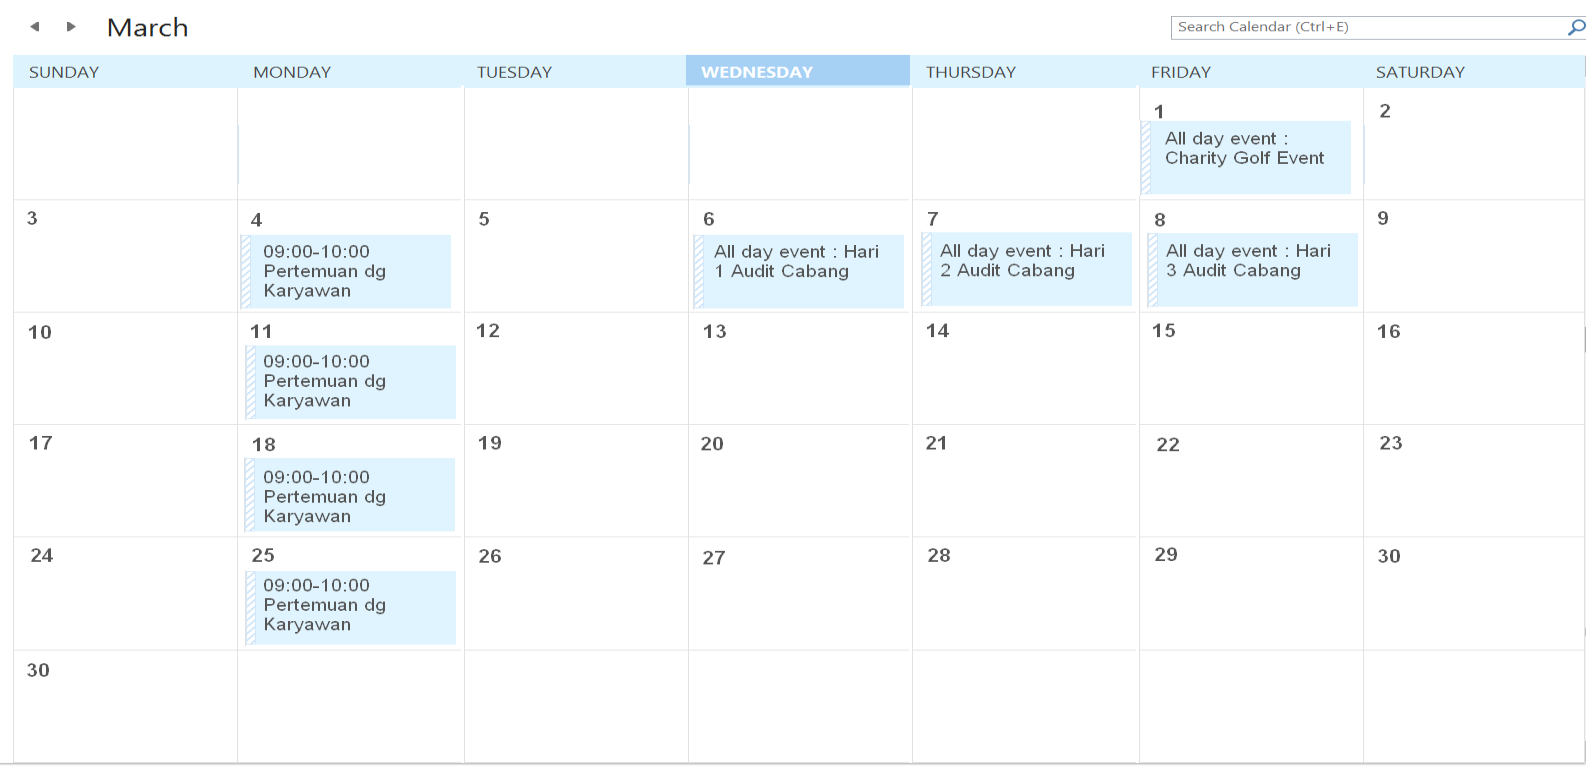 March
Search Calendar (Ctrl+E)
SUNDAY MONDAY TUESDAY WEDNESDAY THURSDAY FRIDAY SATURDAY
1
All day event :
Charity Golf Event
2
3
4
09:00-10:00
Pertemuan dg
Karyawan
5
6
All day event : Hari
1 Audit Cabang
7
All day event : Hari
2 Audit Cabang
8
All day event : Hari
3 Audit Cabang
9
10
11
09:00-10:00
Pertemuan dg
Karyawan
12
13
14
15
16
17
18
09:00-10:00
Pertemuan dg
Karyawan
19
20
21
22
23
24
25
09:00-10:00
Pertemuan dg
Karyawan
26
27
28
29
30
30